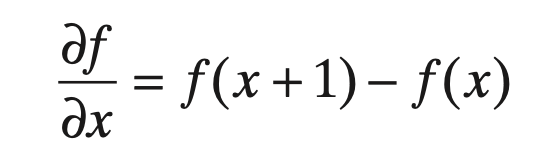 ∂f/∂x = f(x+1) − f(x)